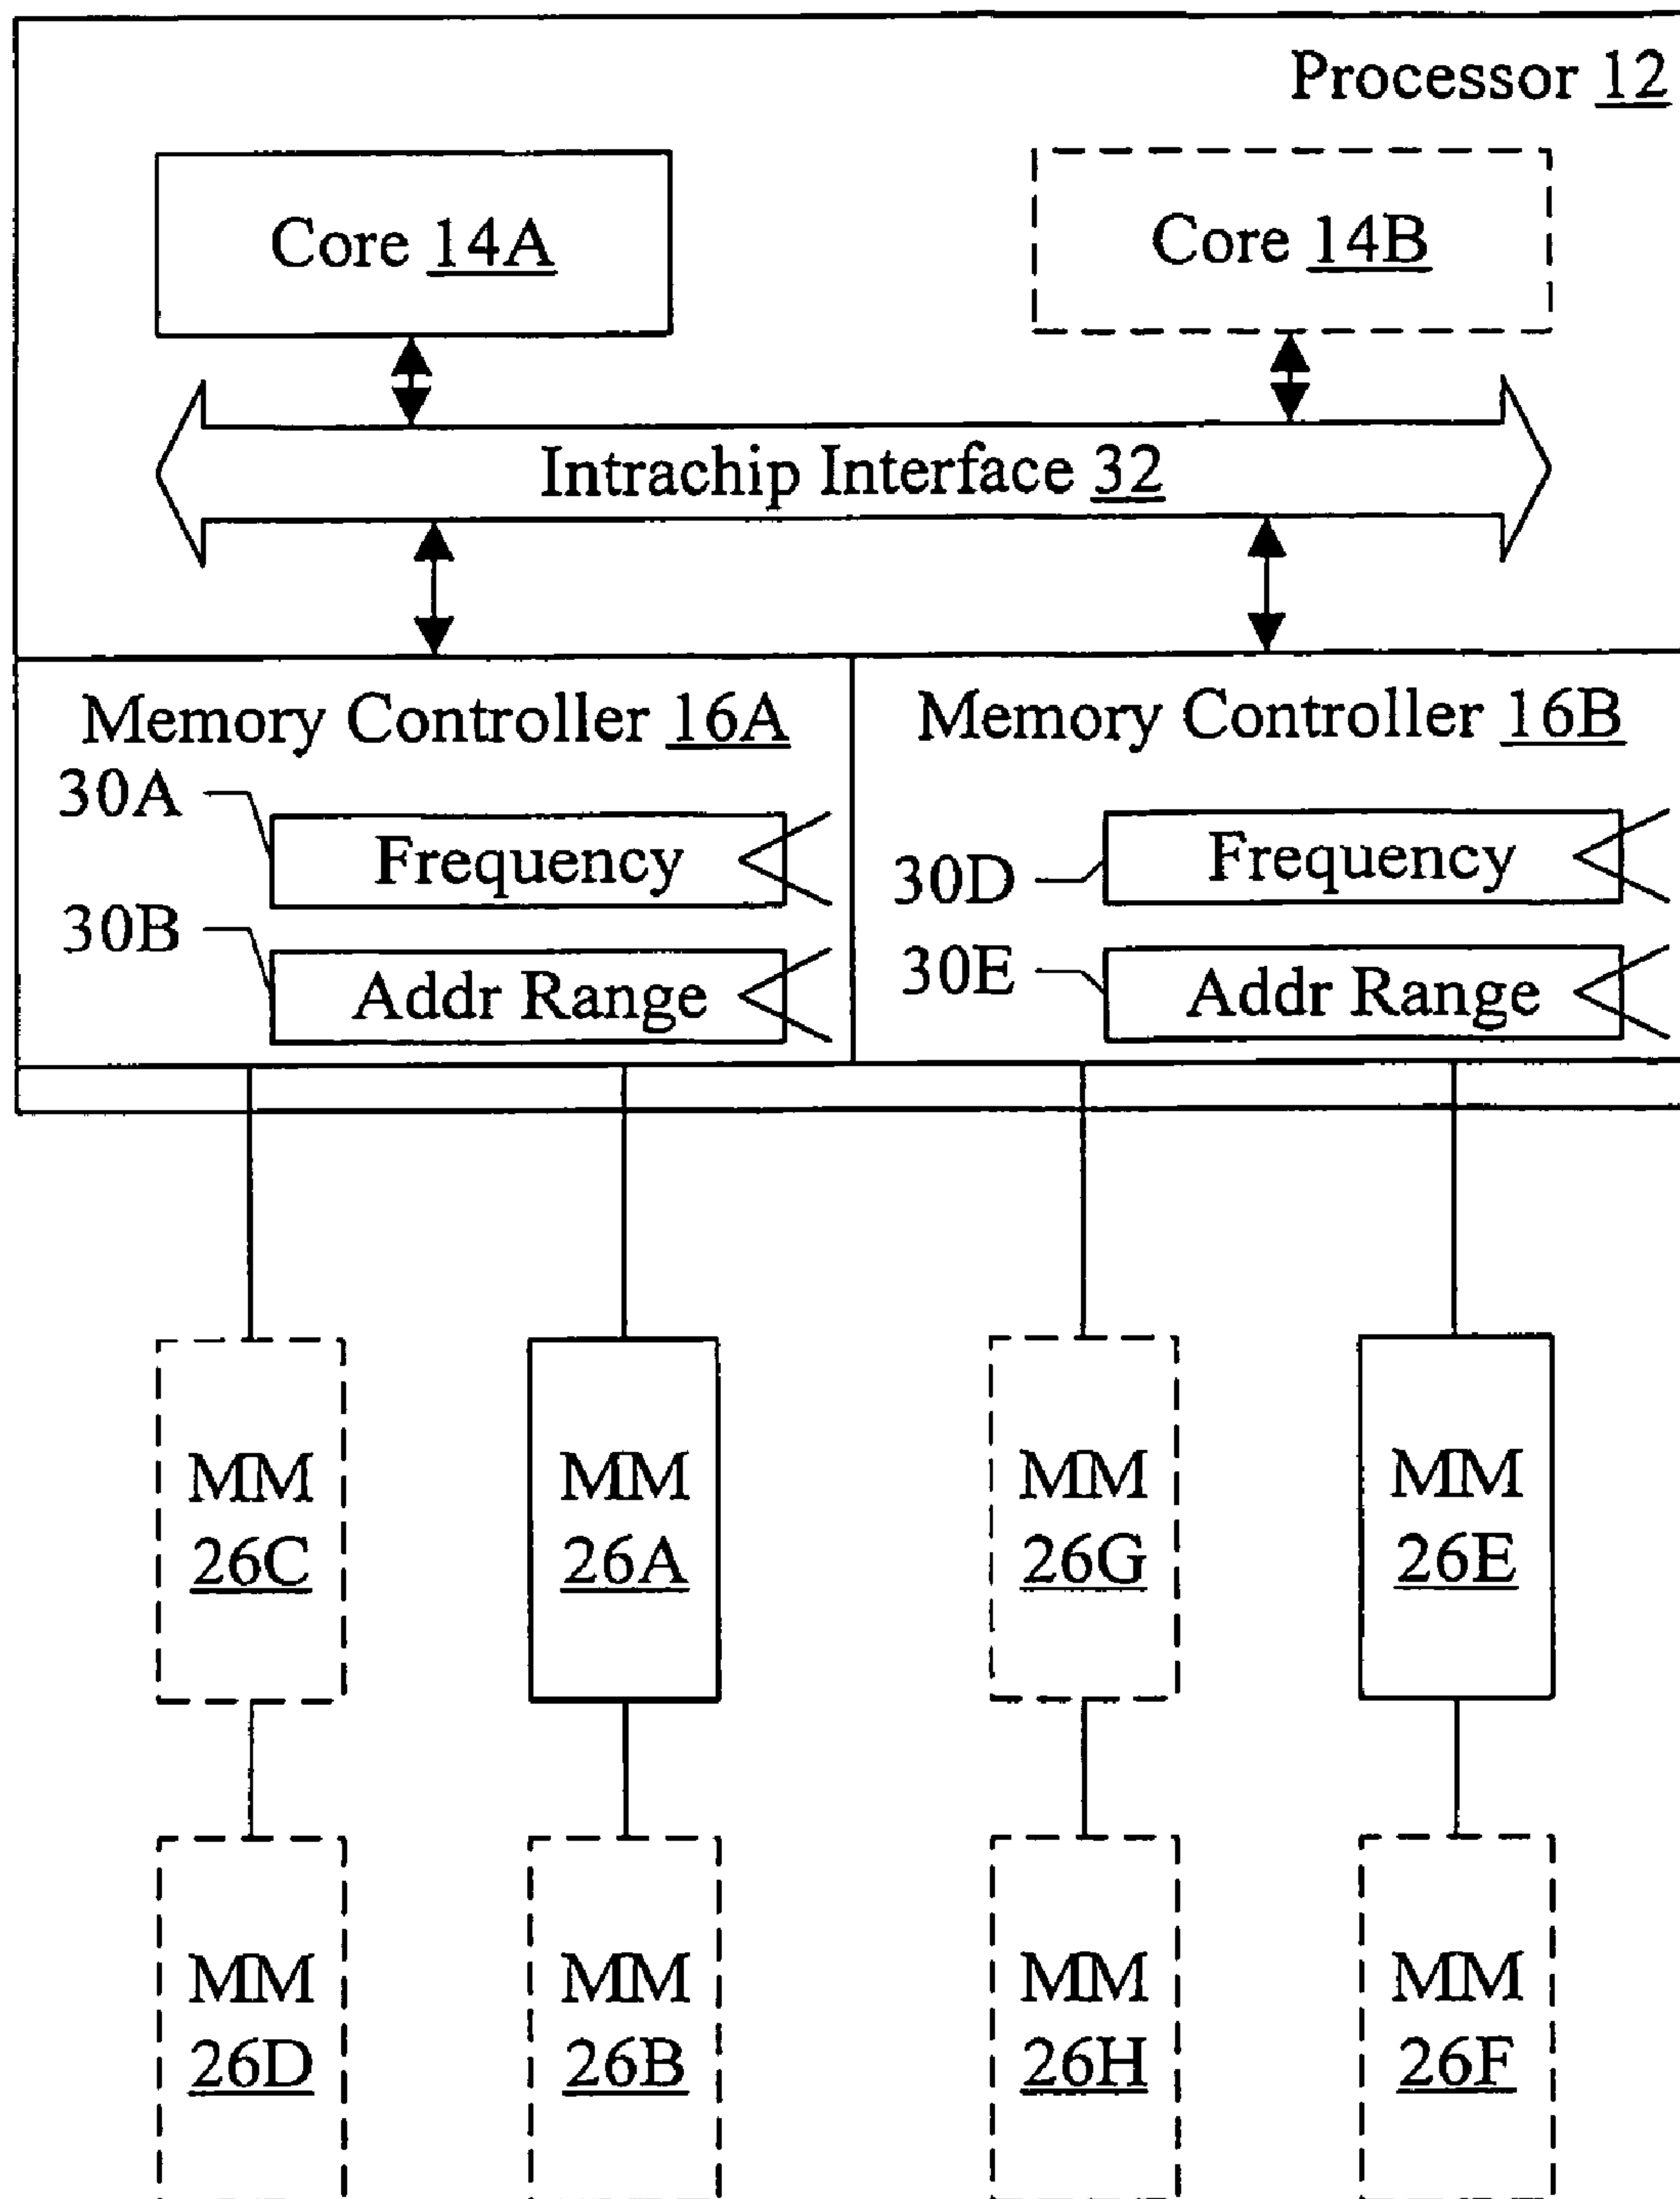 Processor 12
Core 14A
Core 14B
Intrachip Interface 32
Memory Controller 16A
Memory Controller 16B
30A
Frequency
30D
Frequency
30B
Addr Range
30E
Addr Range
MM
26C
MM
26A
MM
26G
MM
26E
MM
26D
MM
26B
MM
26H
MM
26F